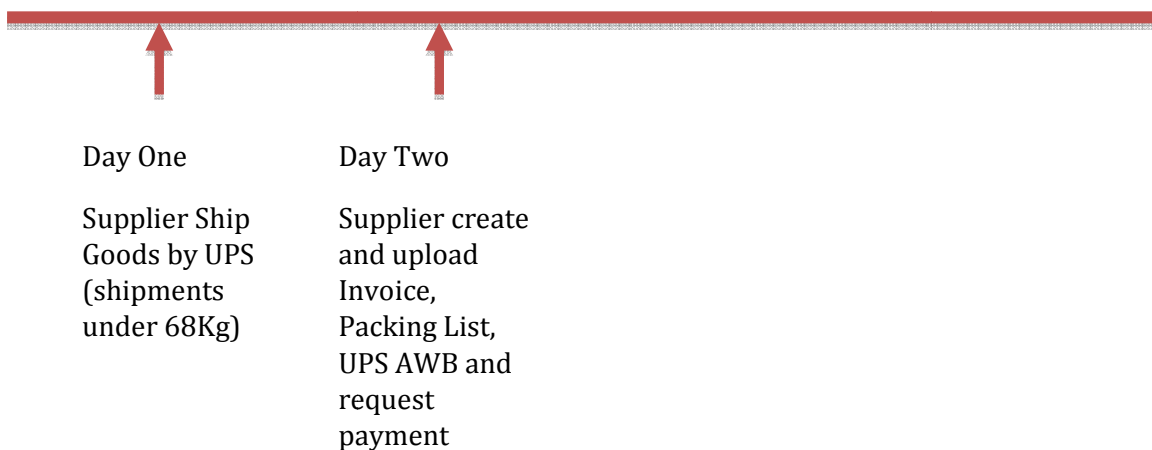 Day One
Supplier Ship
Goods by UPS
(shipments
under 68Kg)
Day Two
Supplier create
and upload
Invoice,
Packing List,
UPS AWB and
request
payment